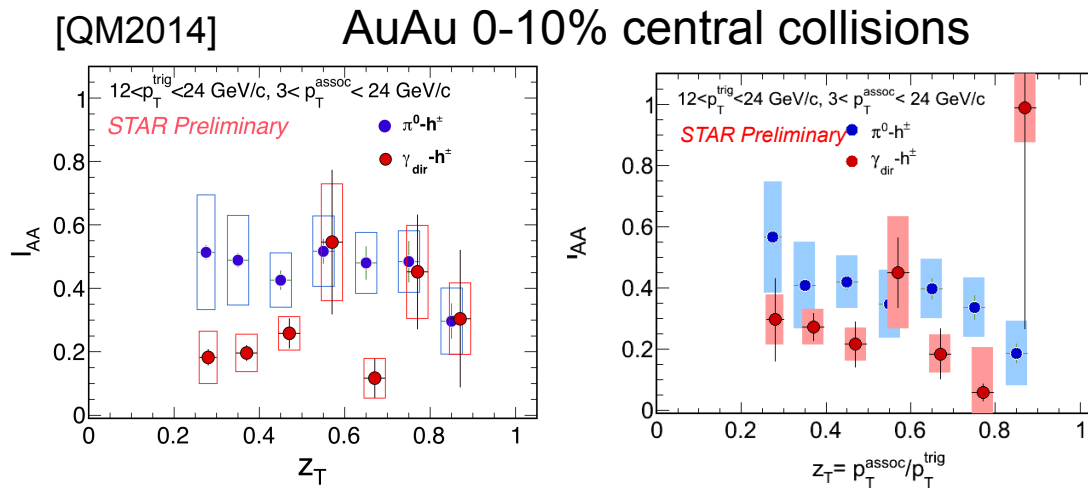 [QM2014] AuAu 0-10% central collisions
12<p_T^trig<24 GeV/c, 3< p_T^assoc< 24 GeV/c
STAR Preliminary
π⁰-h±
γ_dir-h±
I_AA
1
0.8
0.6
0.4
0.2
0
0 0.2 0.4 0.6 0.8 1
z_T
12<p_T^trig<24 GeV/c, 3< p_T^assoc< 24 GeV/c
STAR Preliminary
π⁰-h±
γ_dir-h±
I_AA
1
0.8
0.6
0.4
0.2
0
0 0.2 0.4 0.6 0.8 1
z_T= p_T^assoc/p_T^trig